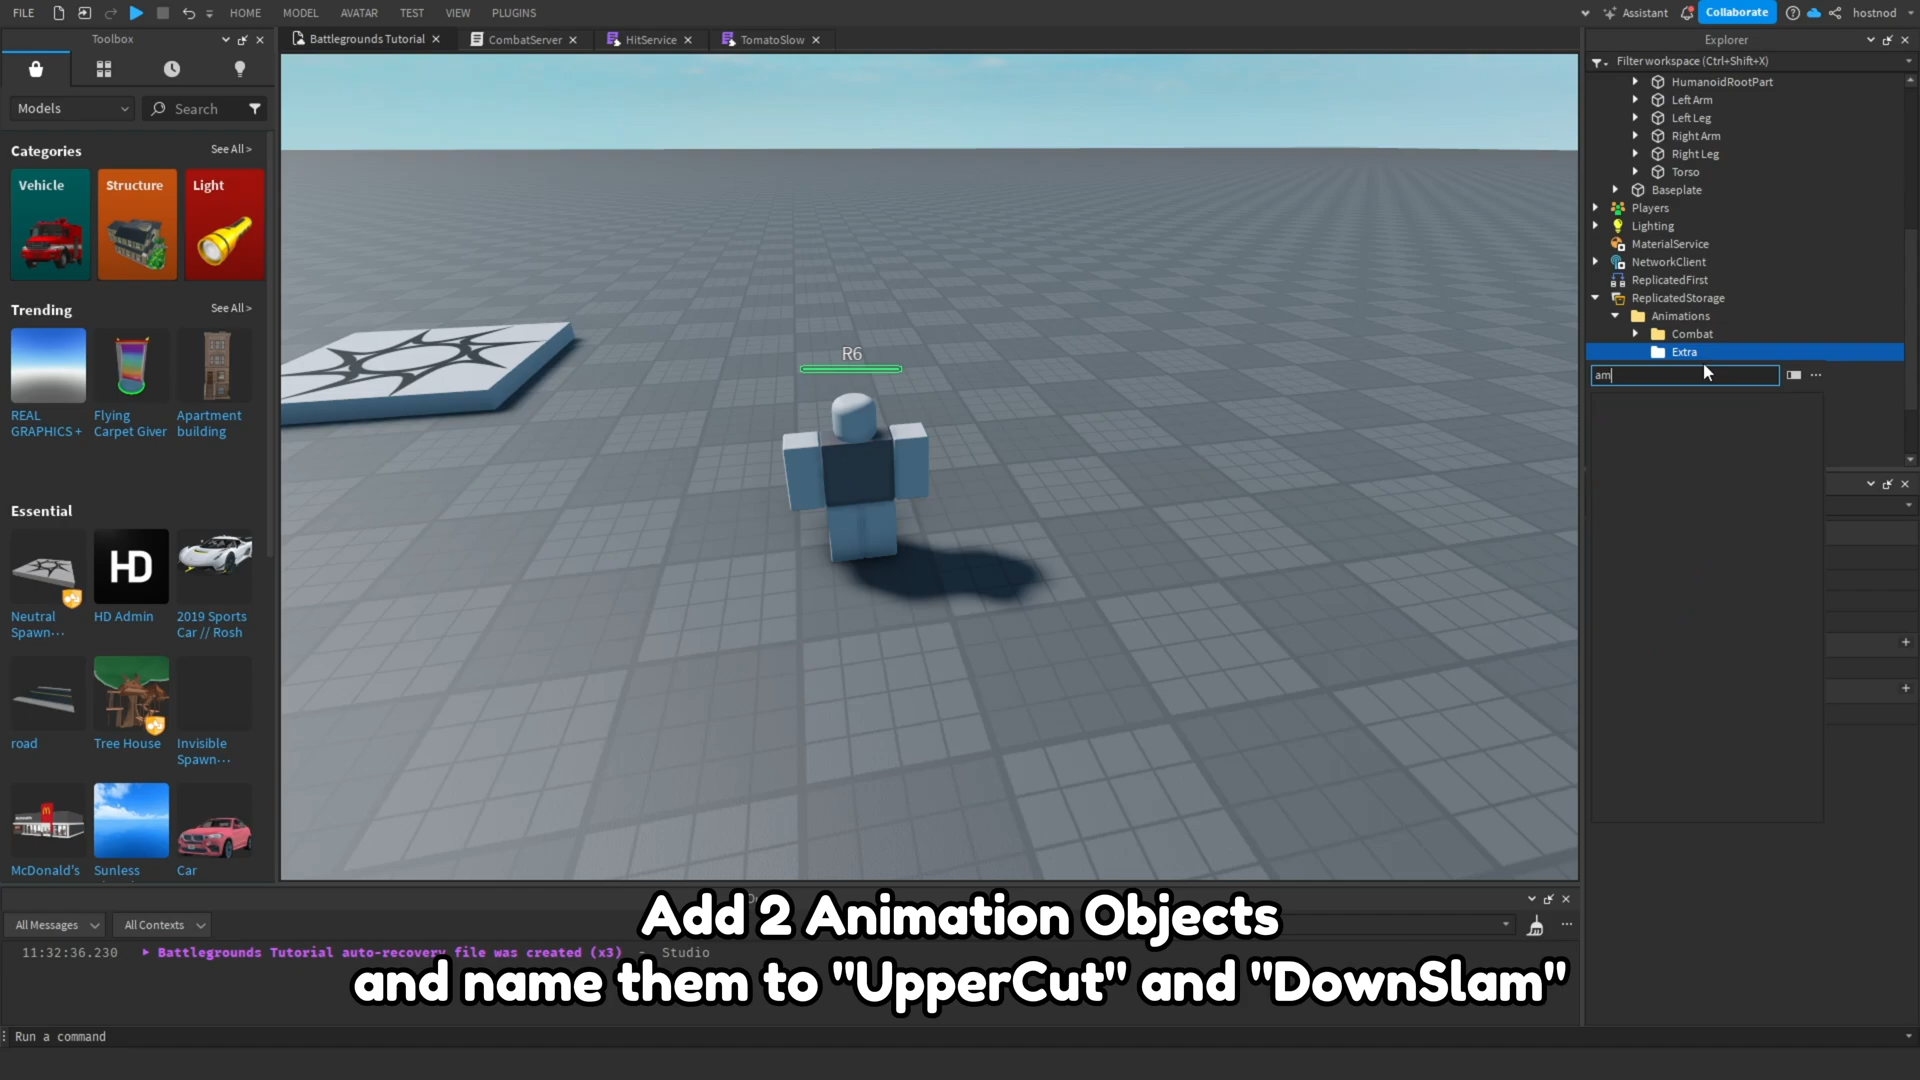 FILE
HOME
MODEL
AVATAR
TEST
VIEW
PLUGINS
Assistant
Collaborate
hostnod
Toolbox
Battlegrounds Tutorial
CombatServer
HitService
TomatoSlow
Explorer
Filter workspace (Ctrl+Shift+X)
Models
Search
Categories
See All >
Vehicle
Structure
Light
Trending
See All >
REAL
GRAPHICS +
Flying
Carpet Giver
Apartment
building
Essential
HD
Neutral
Spawn...
HD Admin
2019 Sports
Car // Rosh
road
Tree House
Invisible
Spawn...
McDonald's
Sunless
Car
R6
HumanoidRootPart
Left Arm
Left Leg
Right Arm
Right Leg
Torso
Baseplate
Players
Lighting
MaterialService
NetworkClient
ReplicatedFirst
ReplicatedStorage
Animations
Combat
Extra
am
All Messages
All Contexts
11:32:36.230
Battlegrounds Tutorial auto-recovery file was created (x3) - Studio
Add 2 Animation Objects
and name them to "UpperCut" and "DownSlam"
Run a command